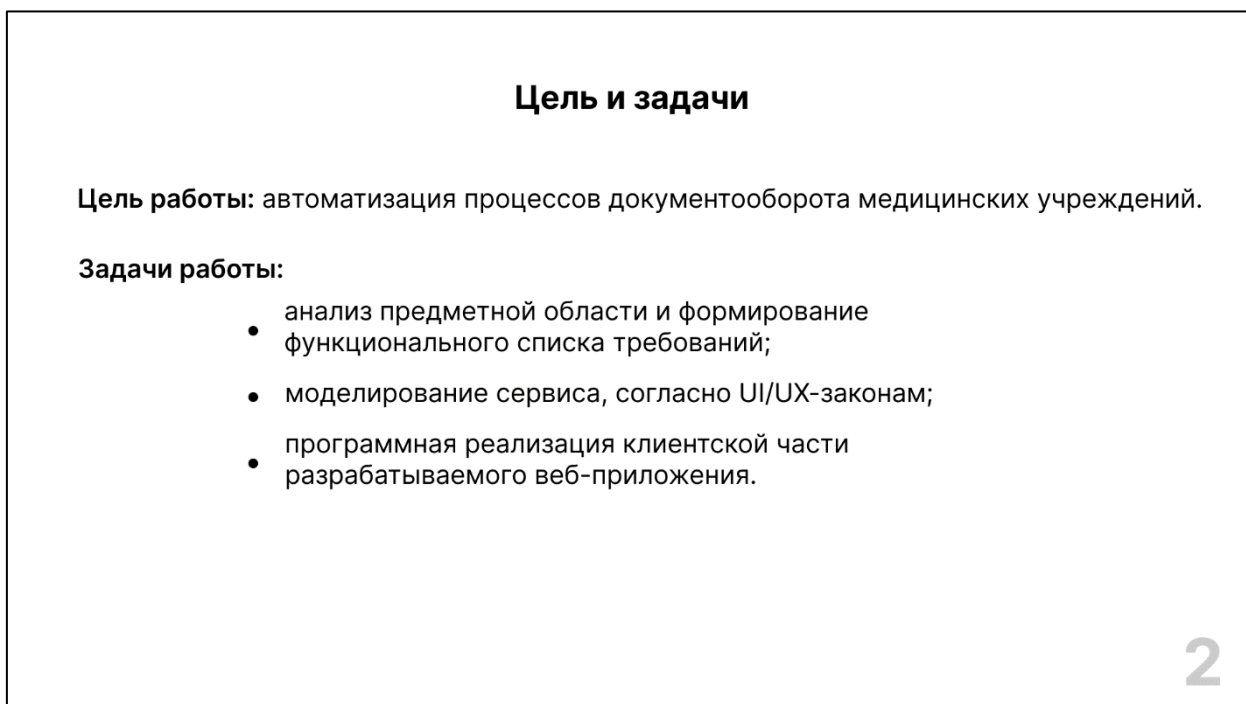 Цель и задачи
Цель работы: автоматизация процессов документооборота медицинских учреждений.
Задачи работы:
• анализ предметной области и формирование
функционального списка требований;
• моделирование сервиса, согласно UI/UX-законам;
• программная реализация клиентской части
разрабатываемого веб-приложения.
2